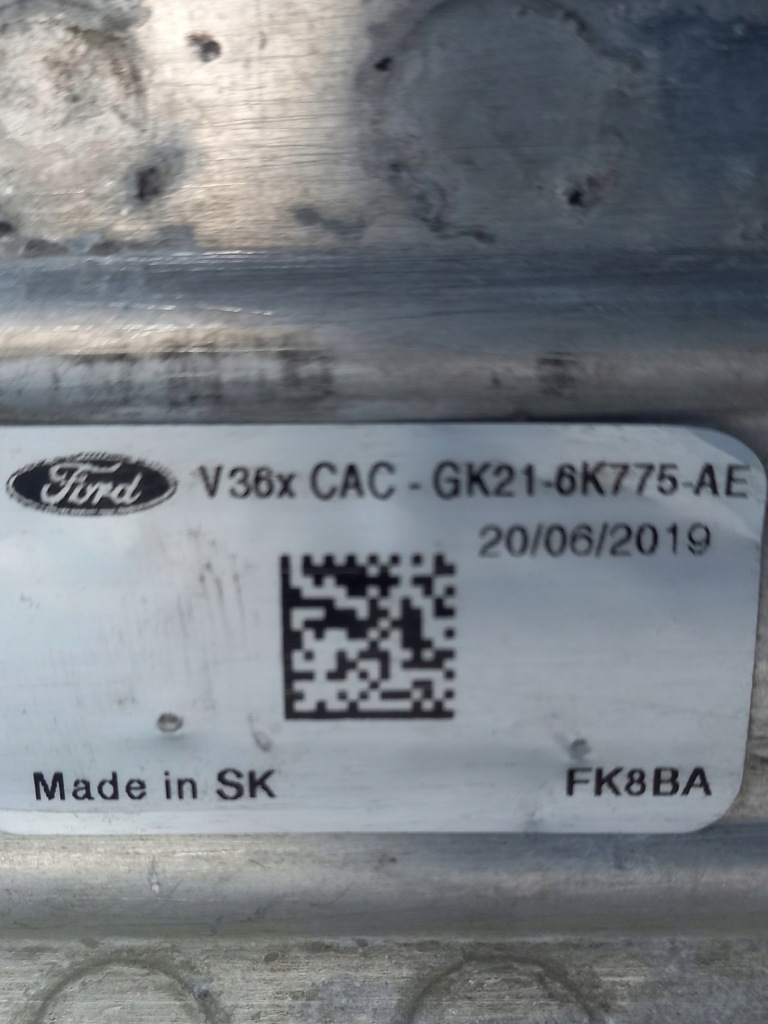 Ford V36x CAC - GK21-6K775-AE
20/06/2019
Made in SK FK8BA